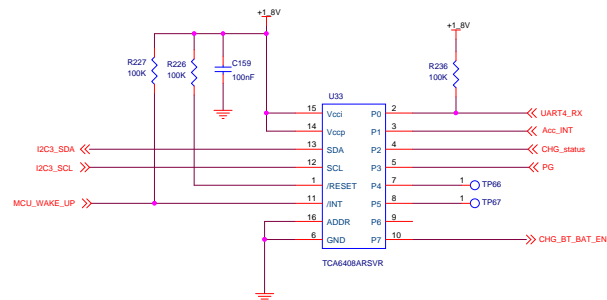 +1_8V
+1_8V
R227
100K
R226
100K
C159
100nF
R236
100K
U33
15 Vcci P0 2 UART4_RX
14 Vccp P1 3 Acc_INT
I2C3_SDA 13 SDA P2 4 CHG_status
I2C3_SCL 12 SCL P3 5 PG
1 /RESET P4 7 1 TP66
MCU_WAKE_UP 11 /INT P5 8 1 TP67
16 ADDR P6 9
6 GND P7 10 CHG_BT_BAT_EN
TCA6408ARSVR